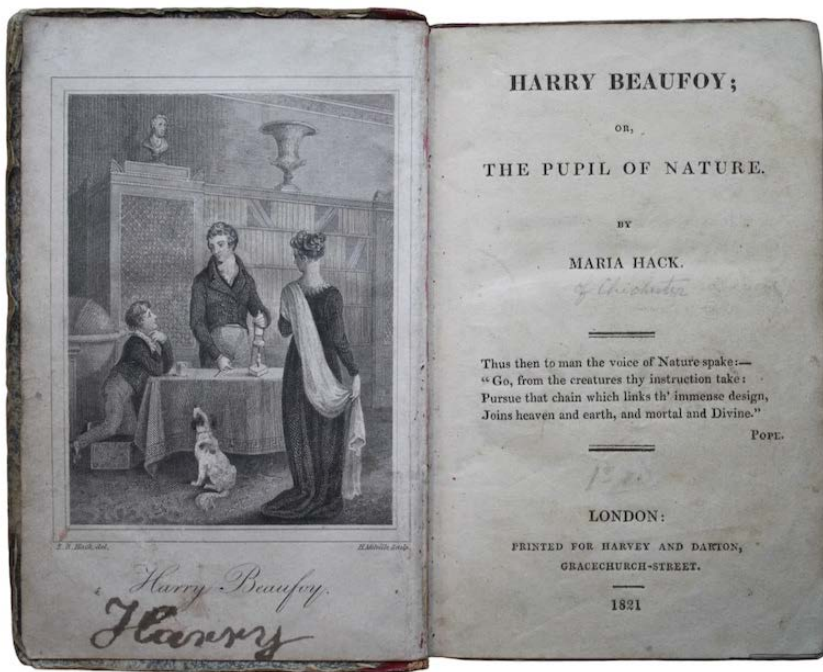 Harry Beaufoy.
Harry
HARRY BEAUFOY;
OR,
THE PUPIL OF NATURE.
BY
MARIA HACK.
of Chichester
Thus then to man the voice of Nature spake:—
“Go, from the creatures thy instruction take:
Pursue that chain which links th' immense design,
Joins heaven and earth, and mortal and Divine.”
POPE.
LONDON:
PRINTED FOR HARVEY AND DARTON,
GRACECHURCH-STREET.
1821